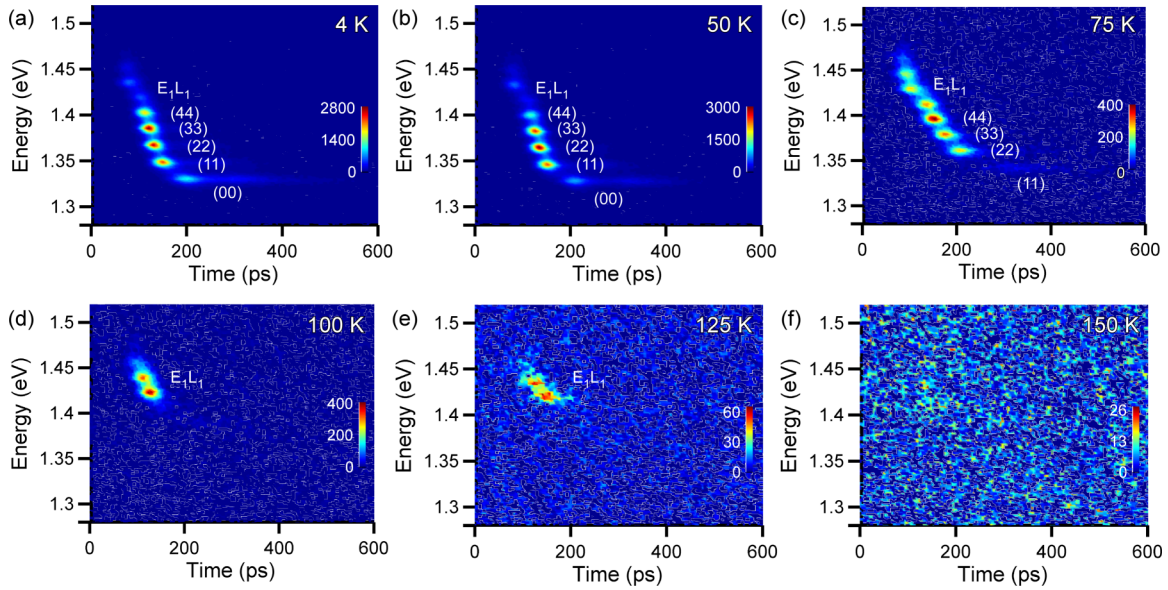 (a)
4 K
Energy (eV)
1.5
1.45
1.4
1.35
1.3
E₁L₁
(44)
(33)
(22)
(11)
(00)
2800
1400
0
0
200
400
600
Time (ps)
(b)
50 K
Energy (eV)
1.5
1.45
1.4
1.35
1.3
E₁L₁
(44)
(33)
(22)
(11)
(00)
3000
1500
0
0
200
400
600
Time (ps)
(c)
75 K
Energy (eV)
1.5
1.45
1.4
1.35
1.3
E₁L₁
(44)
(33)
(22)
(11)
400
200
0
0
200
400
600
Time (ps)
(d)
100 K
Energy (eV)
1.5
1.45
1.4
1.35
1.3
E₁L₁
400
200
0
0
200
400
600
Time (ps)
(e)
125 K
Energy (eV)
1.5
1.45
1.4
1.35
1.3
E₁L₁
60
30
0
0
200
400
600
Time (ps)
(f)
150 K
Energy (eV)
1.5
1.45
1.4
1.35
1.3
26
13
0
0
200
400
600
Time (ps)